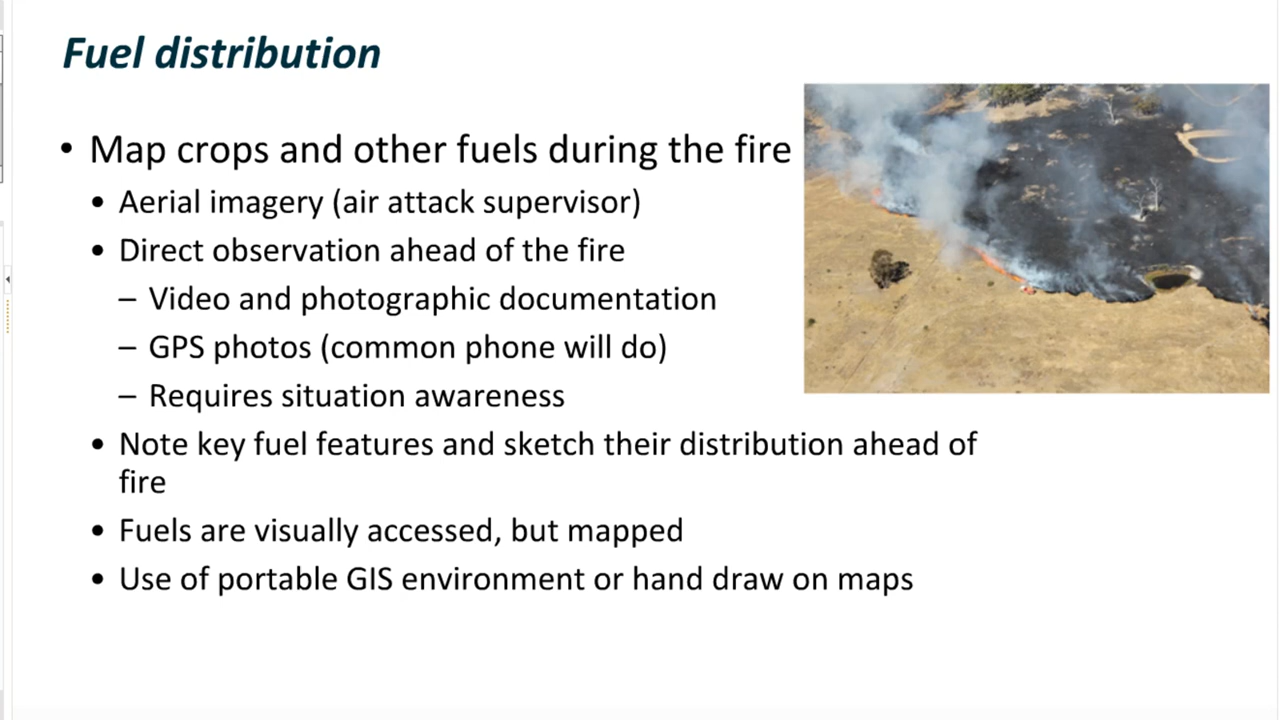 Fuel distribution
• Map crops and other fuels during the fire
• Aerial imagery (air attack supervisor)
• Direct observation ahead of the fire
– Video and photographic documentation
– GPS photos (common phone will do)
– Requires situation awareness
• Note key fuel features and sketch their distribution ahead of
fire
• Fuels are visually accessed, but mapped
• Use of portable GIS environment or hand draw on maps